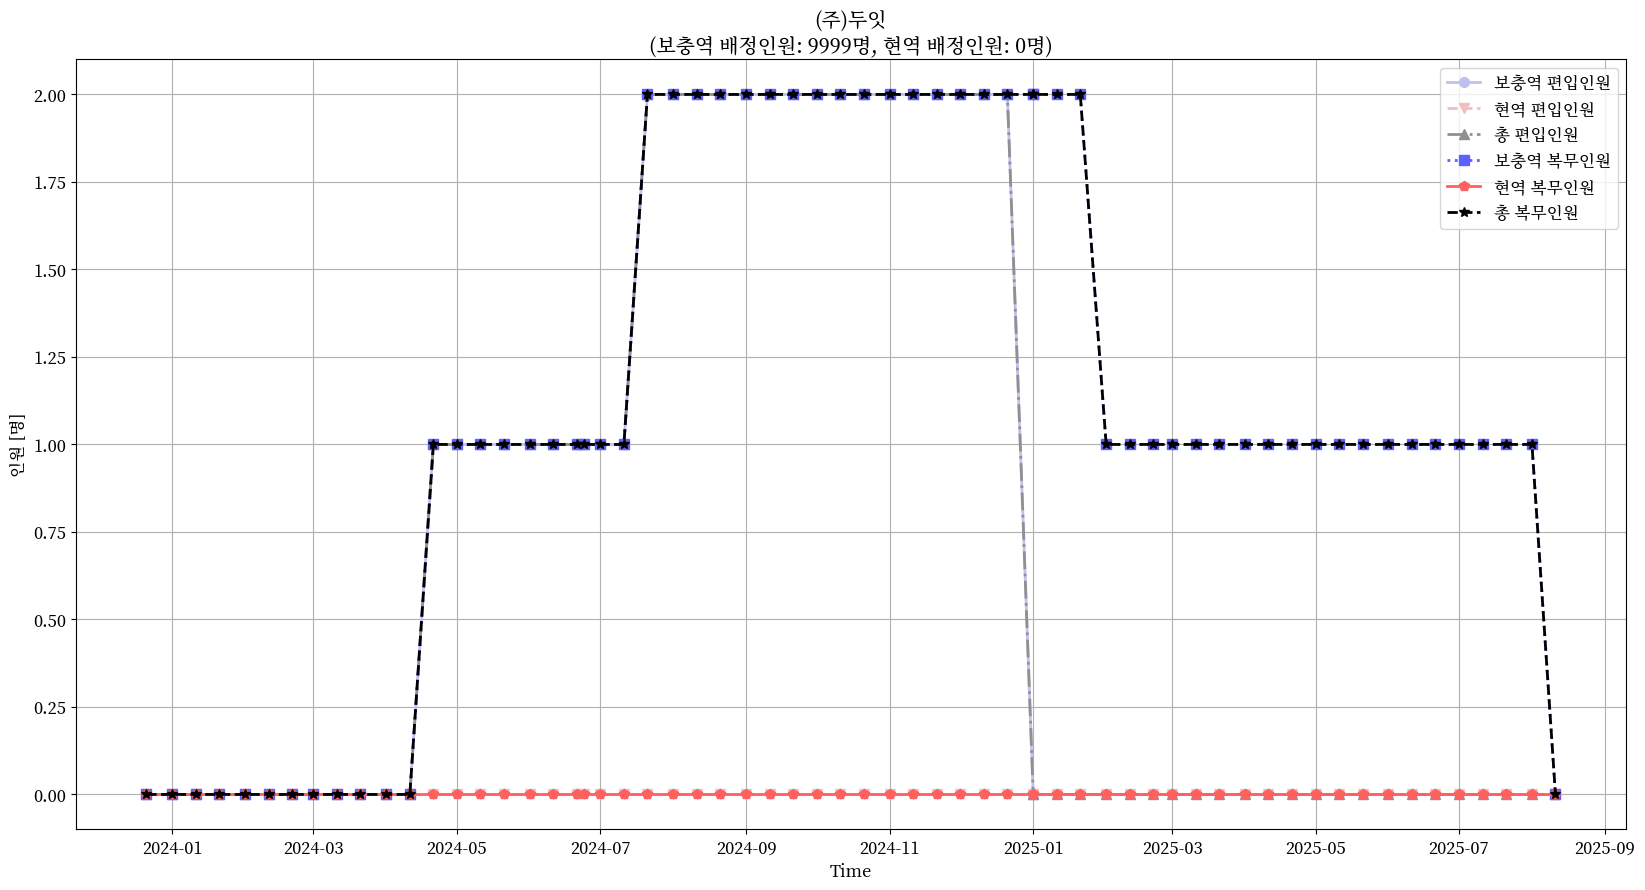 (주)두잇
(보충역 배정인원: 9999명, 현역 배정인원: 0명)
보충역 편입인원
현역 편입인원
총 편입인원
보충역 복무인원
현역 복무인원
총 복무인원
인원 [명]
2.00
1.75
1.50
1.25
1.00
0.75
0.50
0.25
0.00
2024-01 2024-03 2024-05 2024-07 2024-09 2024-11 2025-01 2025-03 2025-05 2025-07 2025-09
Time